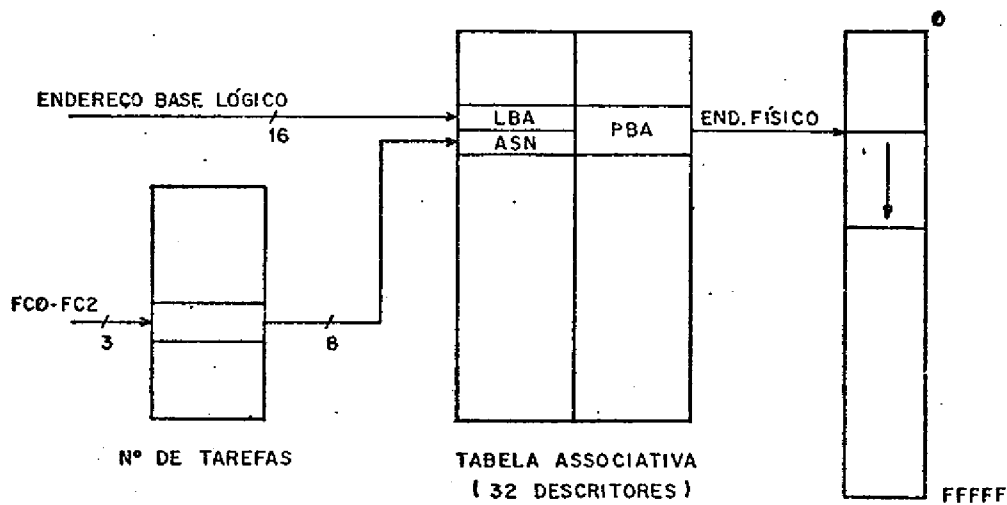 0
ENDEREÇO BASE LÓGICO
16
LBA
ASN
PBA
END. FÍSICO
FC0-FC2
3
8
Nº DE TAREFAS
TABELA ASSOCIATIVA
( 32 DESCRITORES )
FFFFF